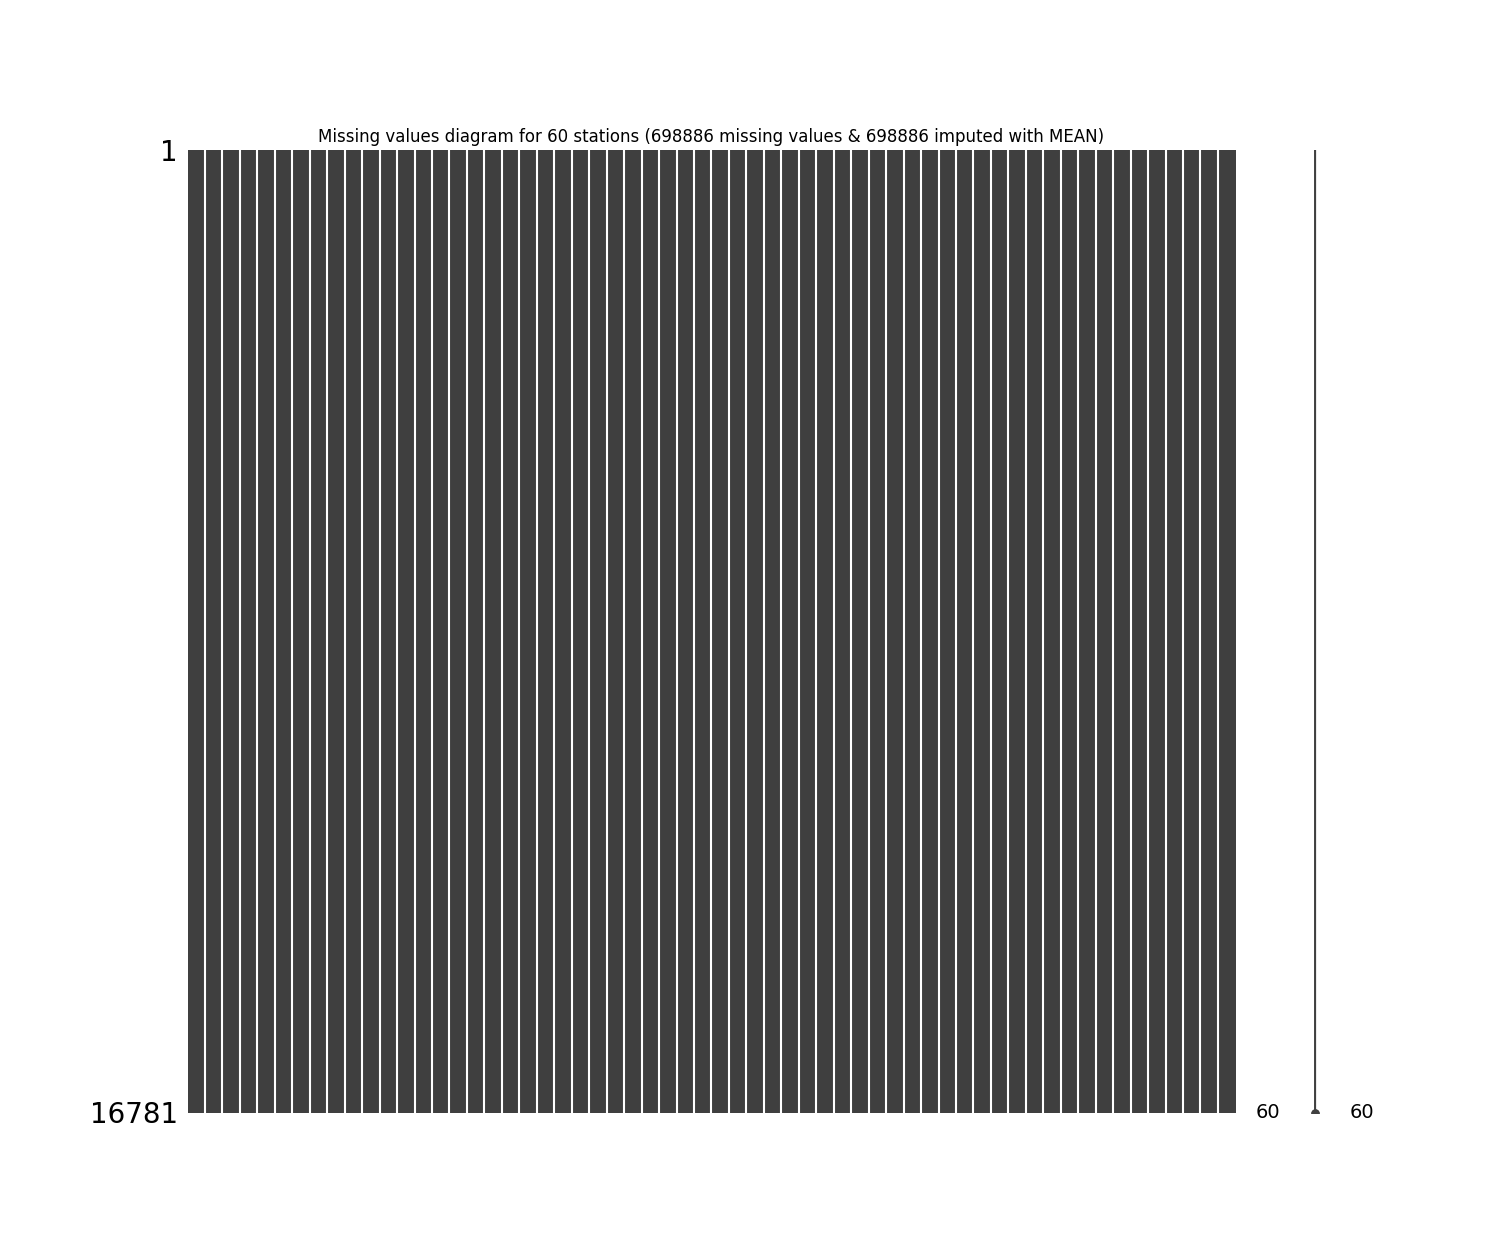 Missing values diagram for 60 stations (698886 missing values & 698886 imputed with MEAN)
1
16781
60
60